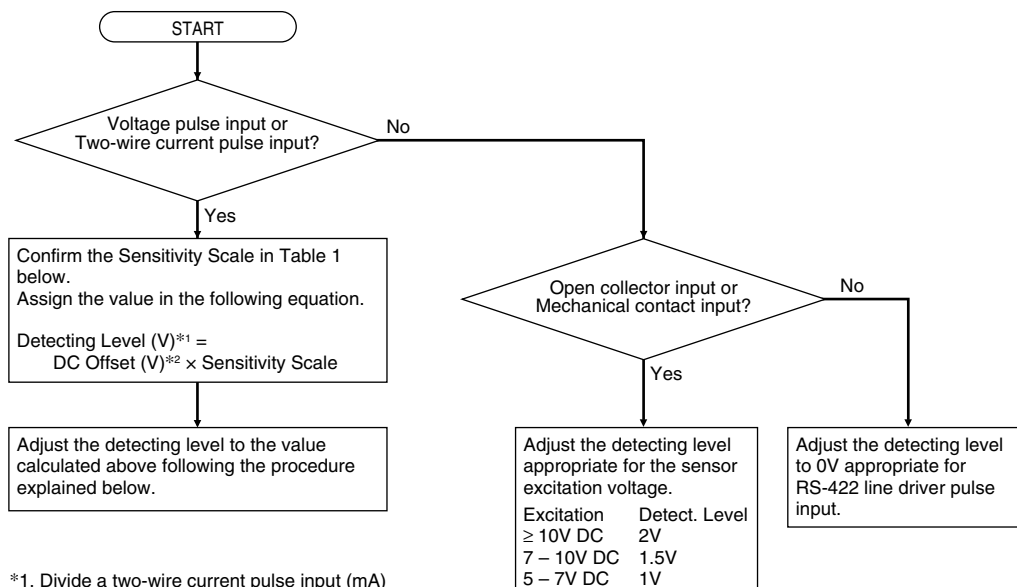 START
Voltage pulse input or
Two-wire current pulse input?
No
Yes
Confirm the Sensitivity Scale in Table 1
below.
Assign the value in the following equation.
Detecting Level (V)*1 =
DC Offset (V)*2 × Sensitivity Scale
Adjust the detecting level to the value
calculated above following the procedure
explained below.
Open collector input or
Mechanical contact input?
No
Yes
Adjust the detecting level
appropriate for the sensor
excitation voltage.
Excitation Detect. Level
≥ 10V DC 2V
7 – 10V DC 1.5V
5 – 7V DC 1V
Adjust the detecting level
to 0V appropriate for
RS-422 line driver pulse
input.
*1. Divide a two-wire current pulse input (mA)